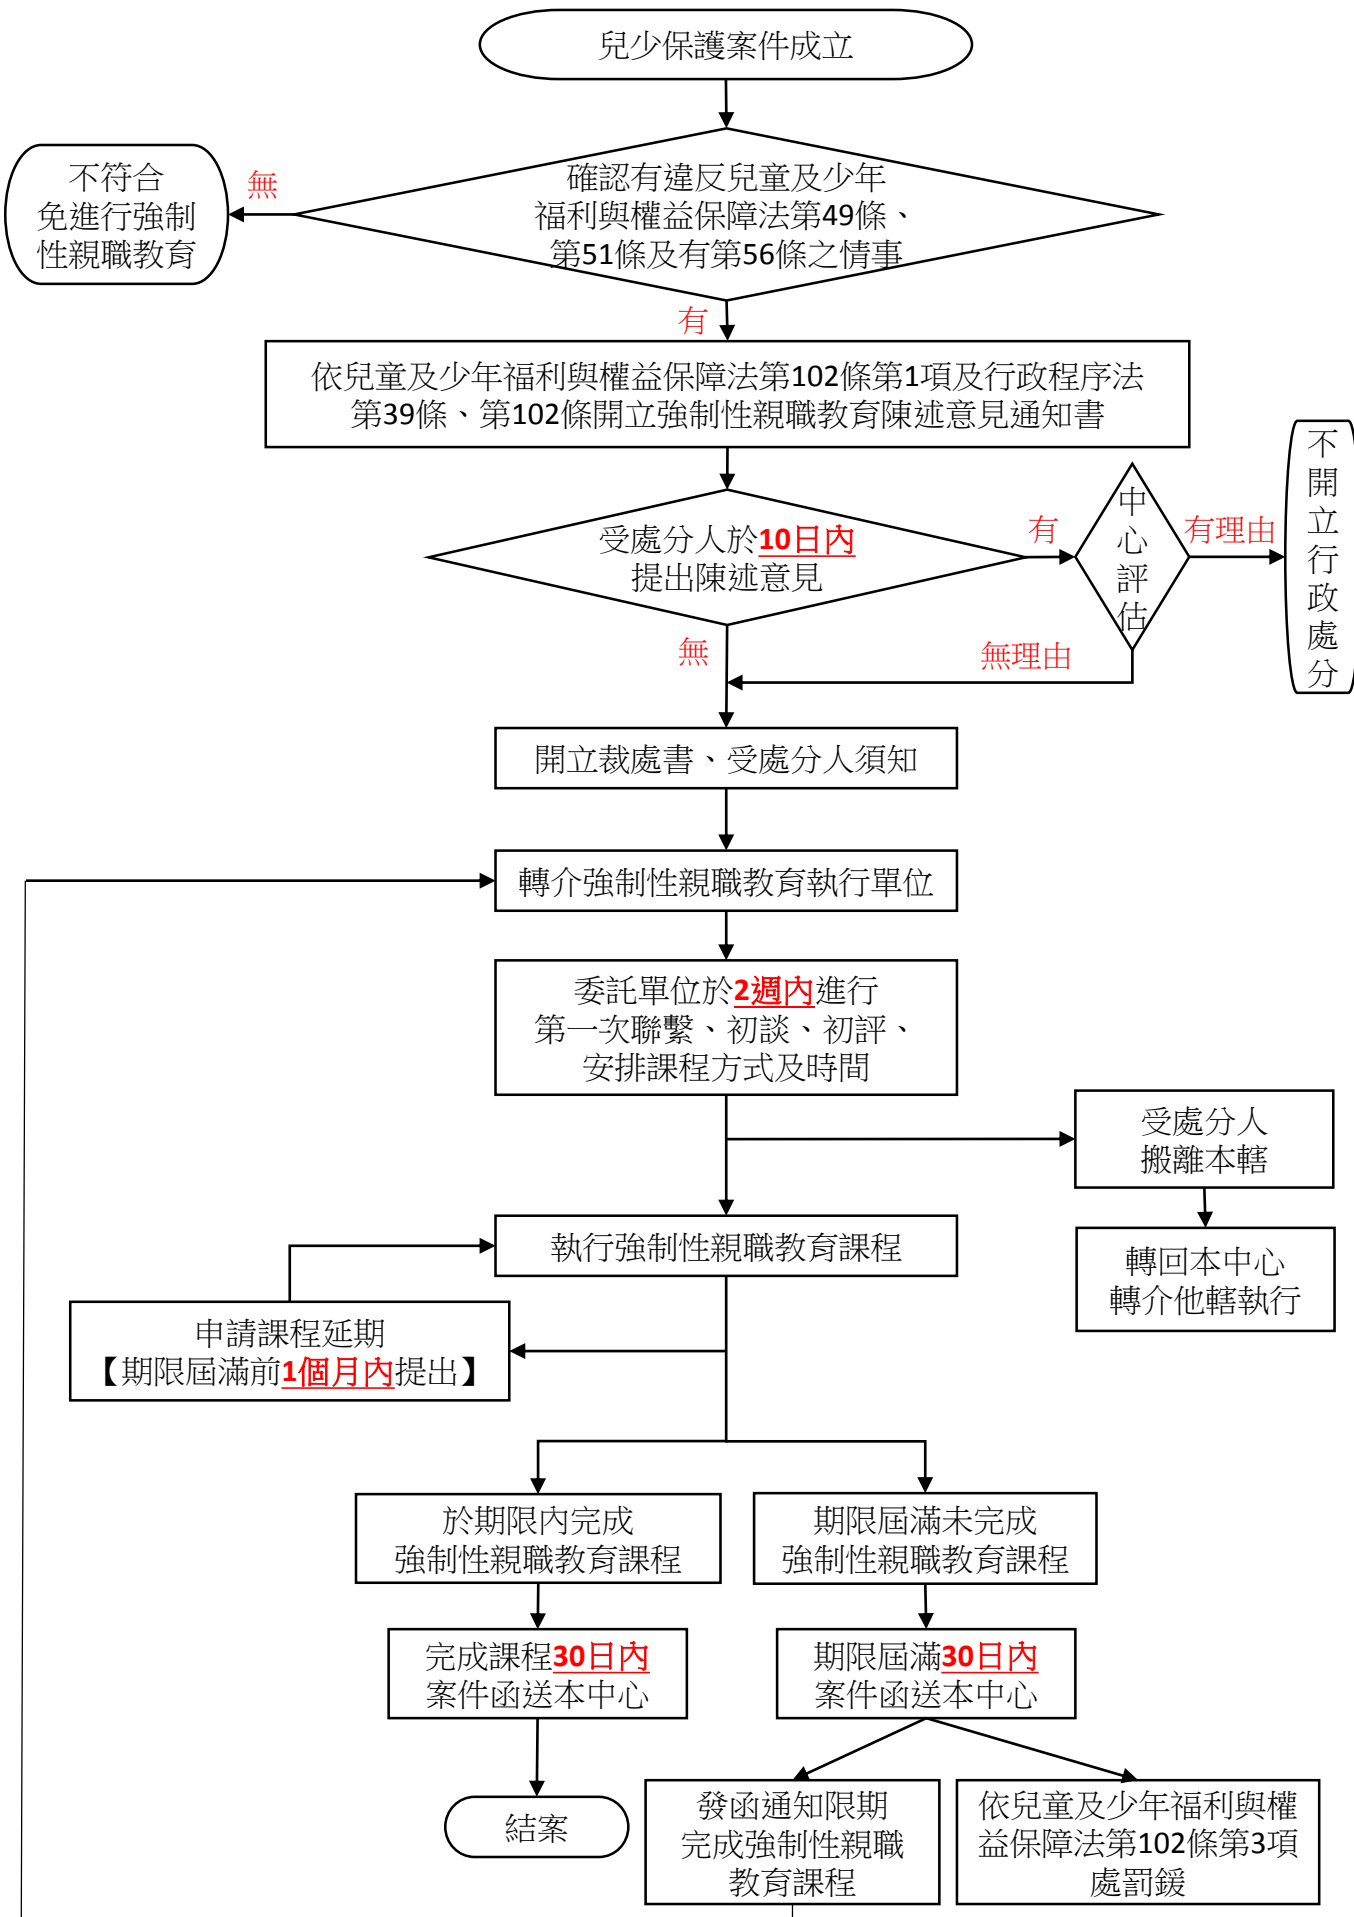 兒少保護案件成立
不符合
免進行強制
性親職教育
無
確認有違反兒童及少年
福利與權益保障法第49條、
第51條及有第56條之情事
有
依兒童及少年福利與權益保障法第102條第1項及行政程序法
第39條、第102條開立強制性親職教育陳述意見通知書
受處分人於10日內
提出陳述意見
有
中心評估
有理由
不開立行政處分
無
無理由
開立裁處書、受處分人須知
轉介強制性親職教育執行單位
委託單位於2週內進行
第一次聯繫、初談、初評、
安排課程方式及時間
受處分人
搬離本轄
轉回本中心
轉介他轄執行
執行強制性親職教育課程
申請課程延期
【期限屆滿前1個月內提出】
於期限內完成
強制性親職教育課程
期限屆滿未完成
強制性親職教育課程
完成課程30日內
案件函送本中心
期限屆滿30日內
案件函送本中心
結案
發函通知限期
完成強制性親職
教育課程
依兒童及少年福利與權
益保障法第102條第3項
處罰鍰